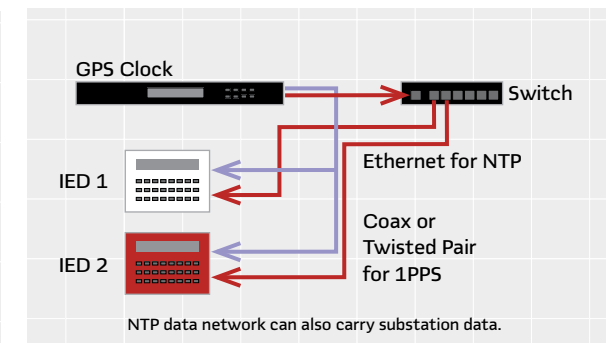 GPS Clock
Switch
Ethernet for NTP
IED 1
Coax or
Twisted Pair
for 1PPS
IED 2
NTP data network can also carry substation data.